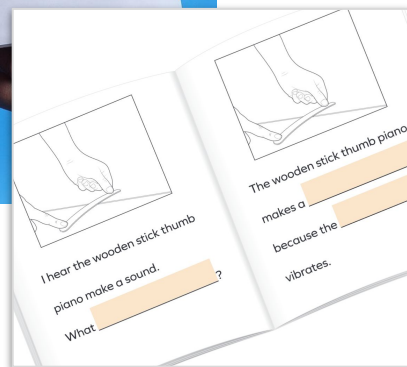 I hear the wooden stick thumb
piano make a sound.
What ?
The wooden stick thumb piano
makes a
because the
vibrates.